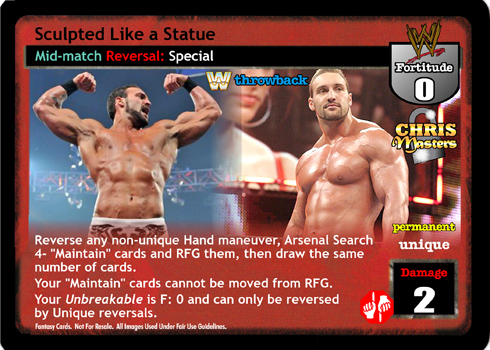 Sculpted Like a Statue
Mid-match Reversal: Special
W
Fortitude
0
W throwback
CHRIS
Masters
permanent
unique
Reverse any non-unique Hand maneuver, Arsenal Search
4- "Maintain" cards and RFG them, then draw the same
number of cards.
Your "Maintain" cards cannot be moved from RFG.
Your Unbreakable is F: 0 and can only be reversed
by Unique reversals.
Damage
2
Fantasy Cards. Not For Resale. All Images Used Under Fair Use Guidelines.